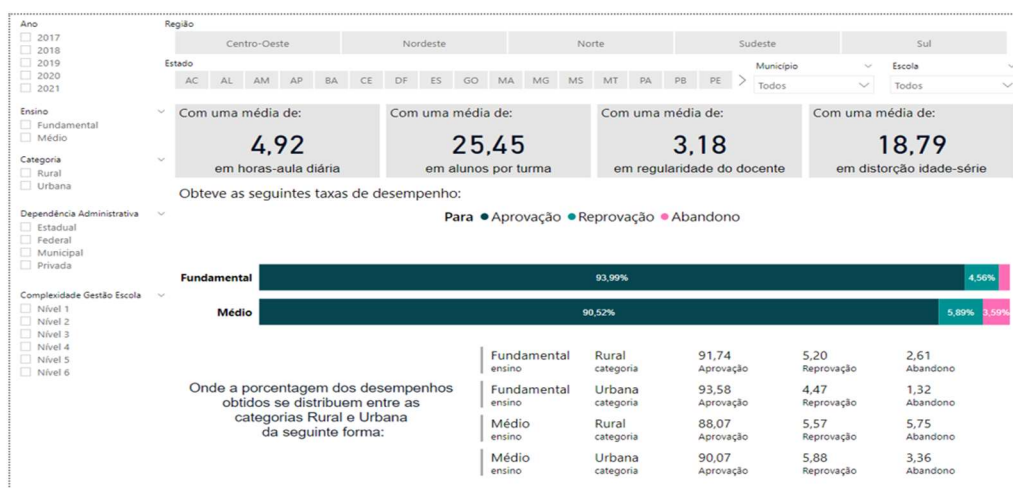 Ano
2017
2018
2019
2020
2021
Ensino
Fundamental
Médio
Categoria
Rural
Urbana
Dependência Administrativa
Estadual
Federal
Municipal
Privada
Complexidade Gestão Escola
Nível 1
Nível 2
Nível 3
Nível 4
Nível 5
Nível 6
Região
Centro-Oeste Nordeste Norte Sudeste Sul
Estado
AC AL AM AP BA CE DF ES GO MA MG MS MT PA PB PE
Município
Todos
Escola
Todos
Com uma média de:
4,92
em horas-aula diária
Com uma média de:
25,45
em alunos por turma
Com uma média de:
3,18
em regularidade do docente
Com uma média de:
18,79
em distorção idade-série
Obteve as seguintes taxas de desempenho:
Para Aprovação Reprovação Abandono
Fundamental 93,99% 4,56%
Médio 90,52% 5,89% 3,59%
Onde a porcentagem dos desempenhos
obtidos se distribuem entre as
categorias Rural e Urbana
da seguinte forma:
Fundamental Rural 91,74 5,20 2,61
ensino categoria Aprovação Reprovação Abandono
Fundamental Urbana 93,58 4,47 1,32
ensino categoria Aprovação Reprovação Abandono
Médio Rural 88,07 5,57 5,75
ensino categoria Aprovação Reprovação Abandono
Médio Urbana 90,07 5,88 3,36
ensino categoria Aprovação Reprovação Abandono